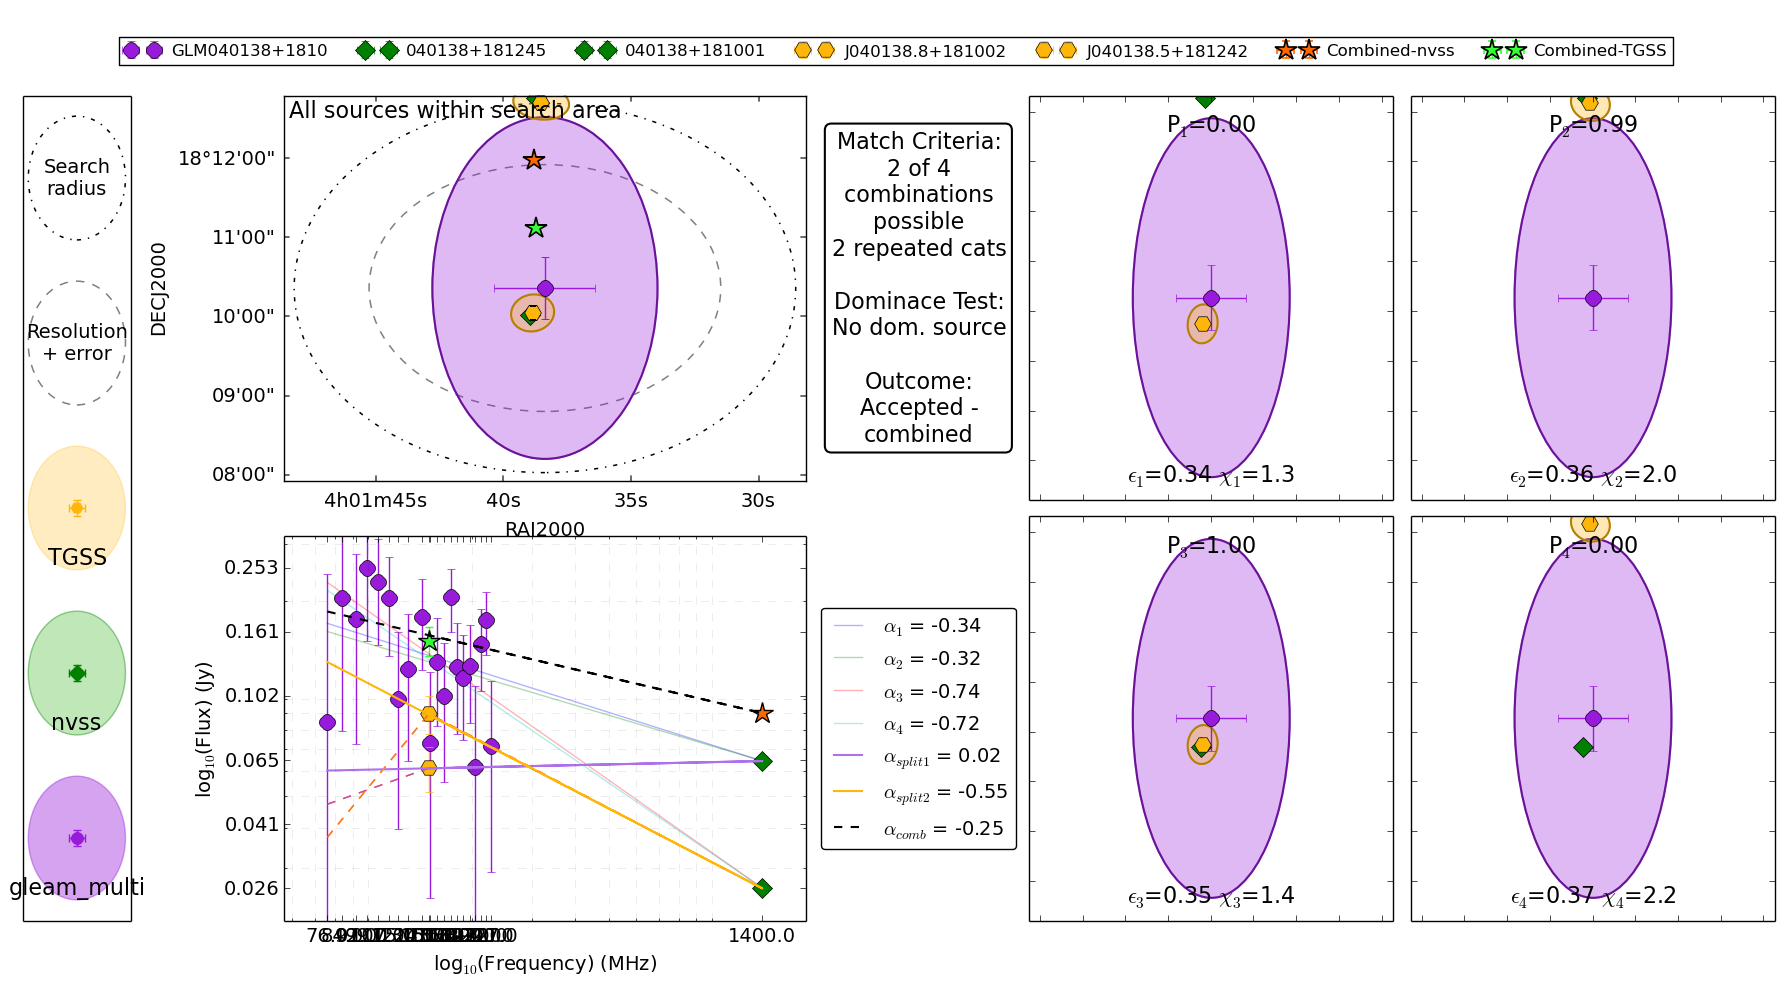 GLM040138+1810 040138+181245 040138+181001 J040138.8+181002 J040138.5+181242 Combined-nvss Combined-TGSS
Search
radius
Resolution
+ error
TGSS
nvss
gleam_multi
All sources within search area
DECJ2000
18°12'00"
11'00"
10'00"
09'00"
08'00"
4h01m45s 40s 35s 30s
RAJ2000
Match Criteria:
2 of 4
combinations
possible
2 repeated cats
Dominace Test:
No dom. source
Outcome:
Accepted -
combined
P1=0.00
ϵ1=0.34 χ1=1.3
P2=0.99
ϵ2=0.36 χ2=2.0
log10(Flux) (Jy)
0.253
0.161
0.102
0.065
0.041
0.026
1400.0
log10(Frequency) (MHz)
α1 = -0.34
α2 = -0.32
α3 = -0.74
α4 = -0.72
αsplit1 = 0.02
αsplit2 = -0.55
αcomb = -0.25
P3=1.00
ϵ3=0.35 χ3=1.4
P4=0.00
ϵ4=0.37 χ4=2.2